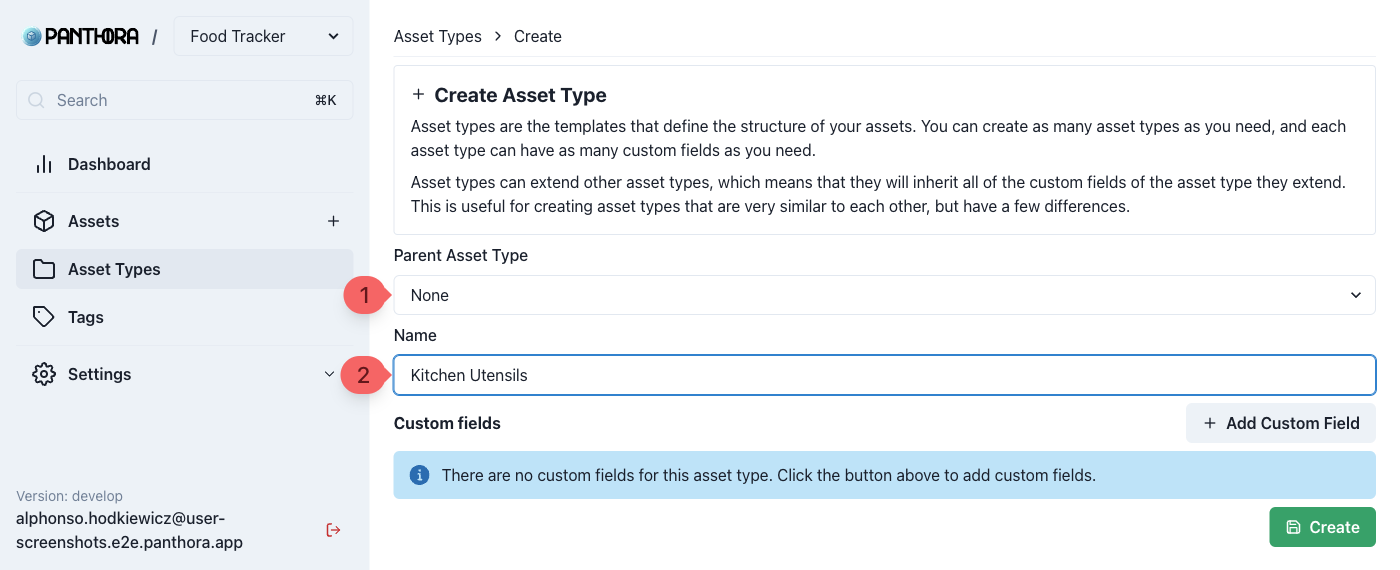 PANTHORA / Food Tracker
Search ⌘K
Dashboard
Assets
Asset Types
Tags
Settings
Version: develop
alphonso.hodkiewicz@user-
screenshots.e2e.panthora.app
Asset Types > Create
+ Create Asset Type
Asset types are the templates that define the structure of your assets. You can create as many asset types as you need, and each
asset type can have as many custom fields as you need.
Asset types can extend other asset types, which means that they will inherit all of the custom fields of the asset type they extend.
This is useful for creating asset types that are very similar to each other, but have a few differences.
Parent Asset Type
1 None
Name
2 Kitchen Utensils
Custom fields + Add Custom Field
There are no custom fields for this asset type. Click the button above to add custom fields.
Create